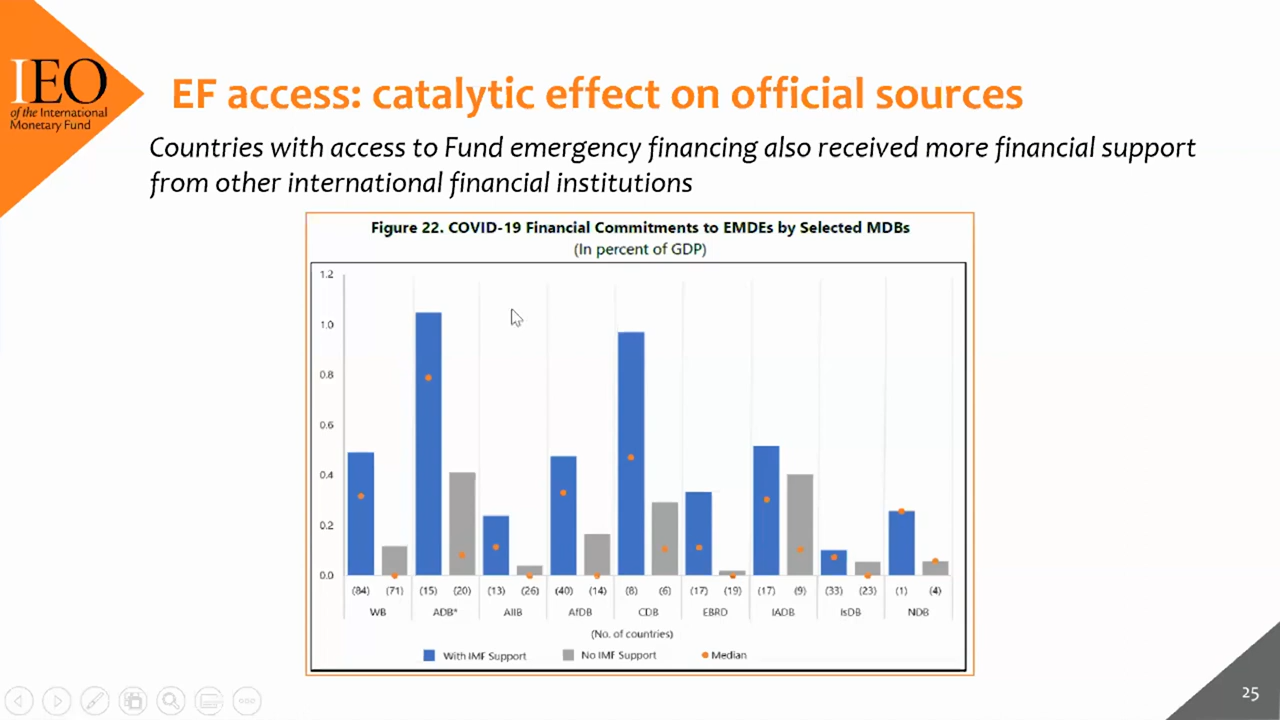 IEO
of the International
Monetary Fund
EF access: catalytic effect on official sources
Countries with access to Fund emergency financing also received more financial support
from other international financial institutions
Figure 22. COVID-19 Financial Commitments to EMDEs by Selected MDBs
(In percent of GDP)
1.2
1.0
0.8
0.6
0.4
0.2
0.0
(84) (71) (15) (20) (13) (26) (40) (14) (8) (6) (17) (19) (17) (9) (33) (23) (1) (4)
WB ADB* AIIB AfDB CDB EBRD IADB IsDB NDB
(No. of countries)
With IMF Support No IMF Support Median
25